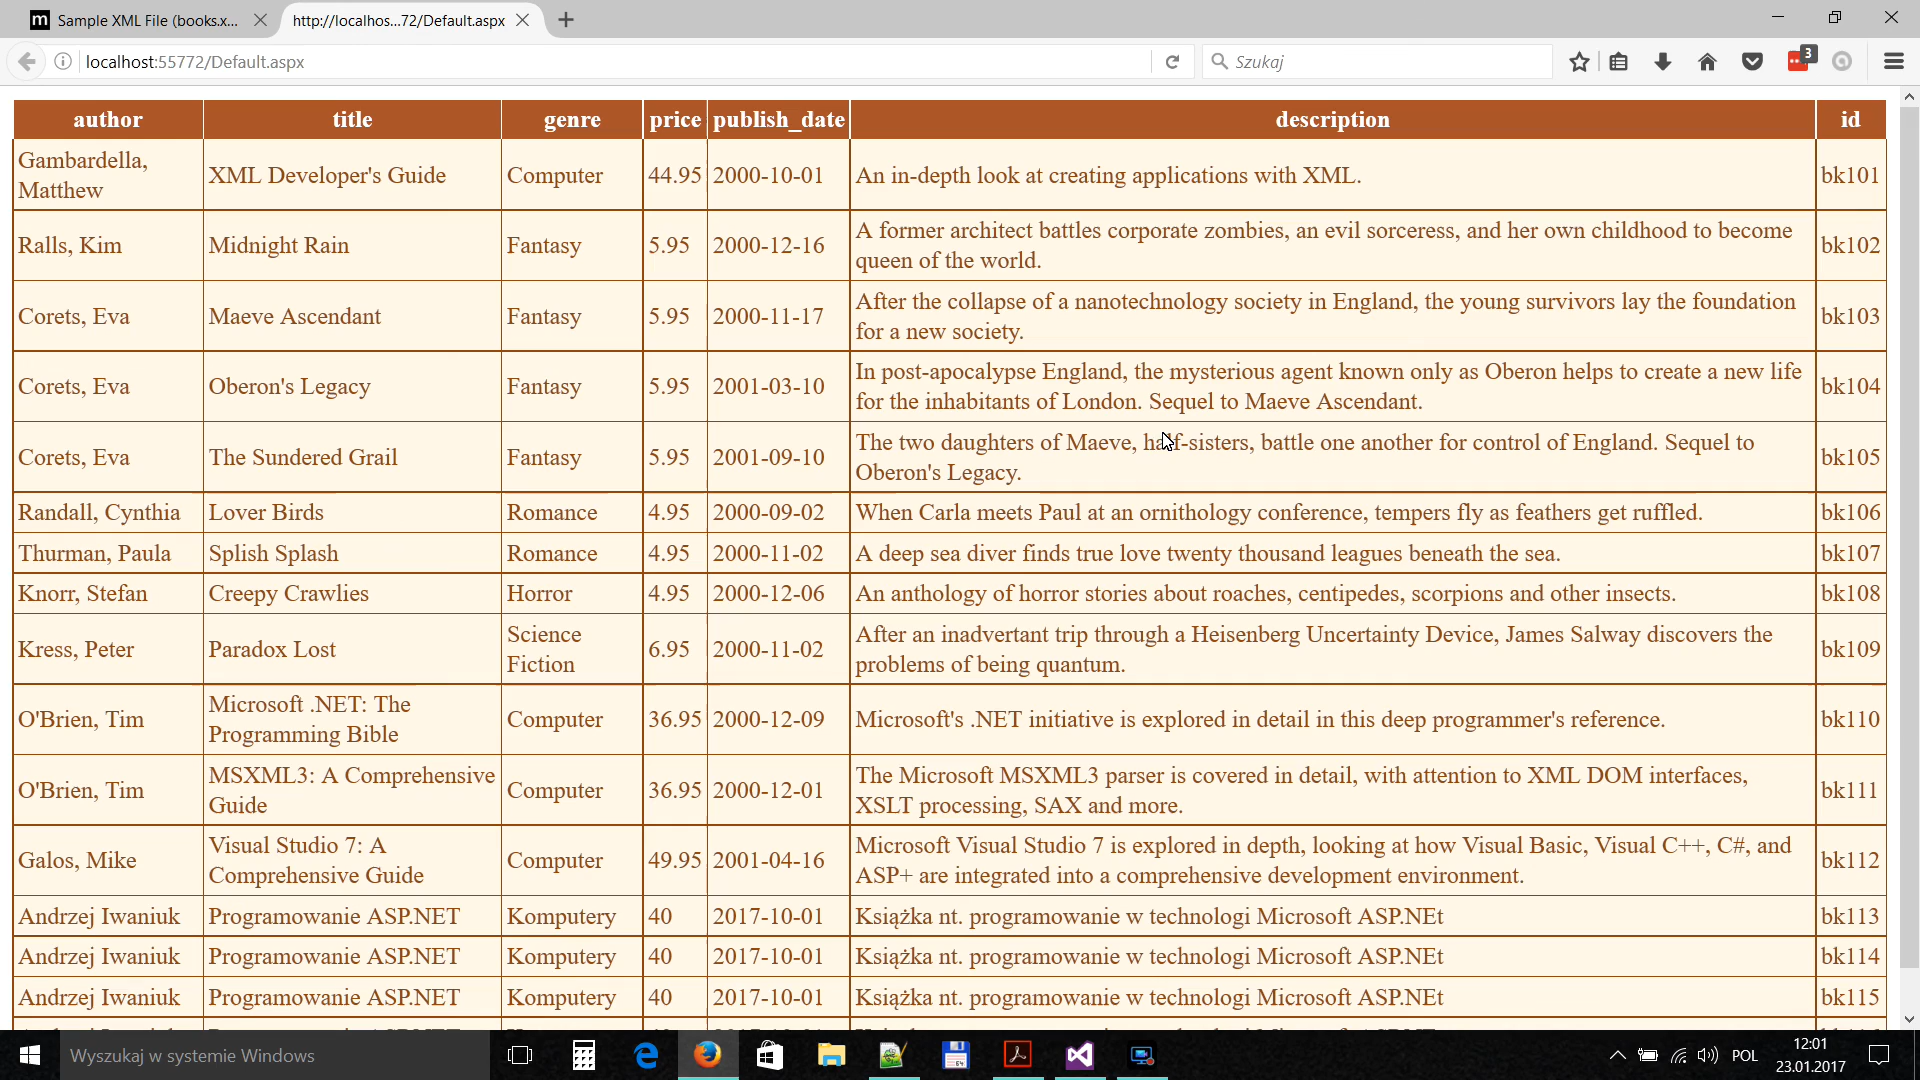 Sample XML File (books.x...
http://localhos...72/Default.aspx
localhost:55772/Default.aspx
Szukaj
3
author title genre price publish_date description id
Gambardella,
Matthew
XML Developer's Guide Computer 44.95 2000-10-01 An in-depth look at creating applications with XML. bk101
Ralls, Kim Midnight Rain Fantasy 5.95 2000-12-16
A former architect battles corporate zombies, an evil sorceress, and her own childhood to become
queen of the world.
bk102
Corets, Eva Maeve Ascendant Fantasy 5.95 2000-11-17
After the collapse of a nanotechnology society in England, the young survivors lay the foundation
for a new society.
bk103
Corets, Eva Oberon's Legacy Fantasy 5.95 2001-03-10
In post-apocalypse England, the mysterious agent known only as Oberon helps to create a new life
for the inhabitants of London. Sequel to Maeve Ascendant.
bk104
Corets, Eva The Sundered Grail Fantasy 5.95 2001-09-10
The two daughters of Maeve, half-sisters, battle one another for control of England. Sequel to
Oberon's Legacy.
bk105
Randall, Cynthia Lover Birds Romance 4.95 2000-09-02 When Carla meets Paul at an ornithology conference, tempers fly as feathers get ruffled. bk106
Thurman, Paula Splish Splash Romance 4.95 2000-11-02 A deep sea diver finds true love twenty thousand leagues beneath the sea. bk107
Knorr, Stefan Creepy Crawlies Horror 4.95 2000-12-06 An anthology of horror stories about roaches, centipedes, scorpions and other insects. bk108
Kress, Peter Paradox Lost
Science
Fiction
6.95 2000-11-02
After an inadvertant trip through a Heisenberg Uncertainty Device, James Salway discovers the
problems of being quantum.
bk109
O'Brien, Tim
Microsoft .NET: The
Programming Bible
Computer 36.95 2000-12-09 Microsoft's .NET initiative is explored in detail in this deep programmer's reference. bk110
O'Brien, Tim
MSXML3: A Comprehensive
Guide
Computer 36.95 2000-12-01
The Microsoft MSXML3 parser is covered in detail, with attention to XML DOM interfaces,
XSLT processing, SAX and more.
bk111
Galos, Mike
Visual Studio 7: A
Comprehensive Guide
Computer 49.95 2001-04-16
Microsoft Visual Studio 7 is explored in depth, looking at how Visual Basic, Visual C++, C#, and
ASP+ are integrated into a comprehensive development environment.
bk112
Andrzej Iwaniuk Programowanie ASP.NET Komputery 40 2017-10-01 Książka nt. programowanie w technologi Microsoft ASP.NEt bk113
Andrzej Iwaniuk Programowanie ASP.NET Komputery 40 2017-10-01 Książka nt. programowanie w technologi Microsoft ASP.NEt bk114
Andrzej Iwaniuk Programowanie ASP.NET Komputery 40 2017-10-01 Książka nt. programowanie w technologi Microsoft ASP.NEt bk115
Wyszukaj w systemie Windows
POL
12:01
23.01.2017